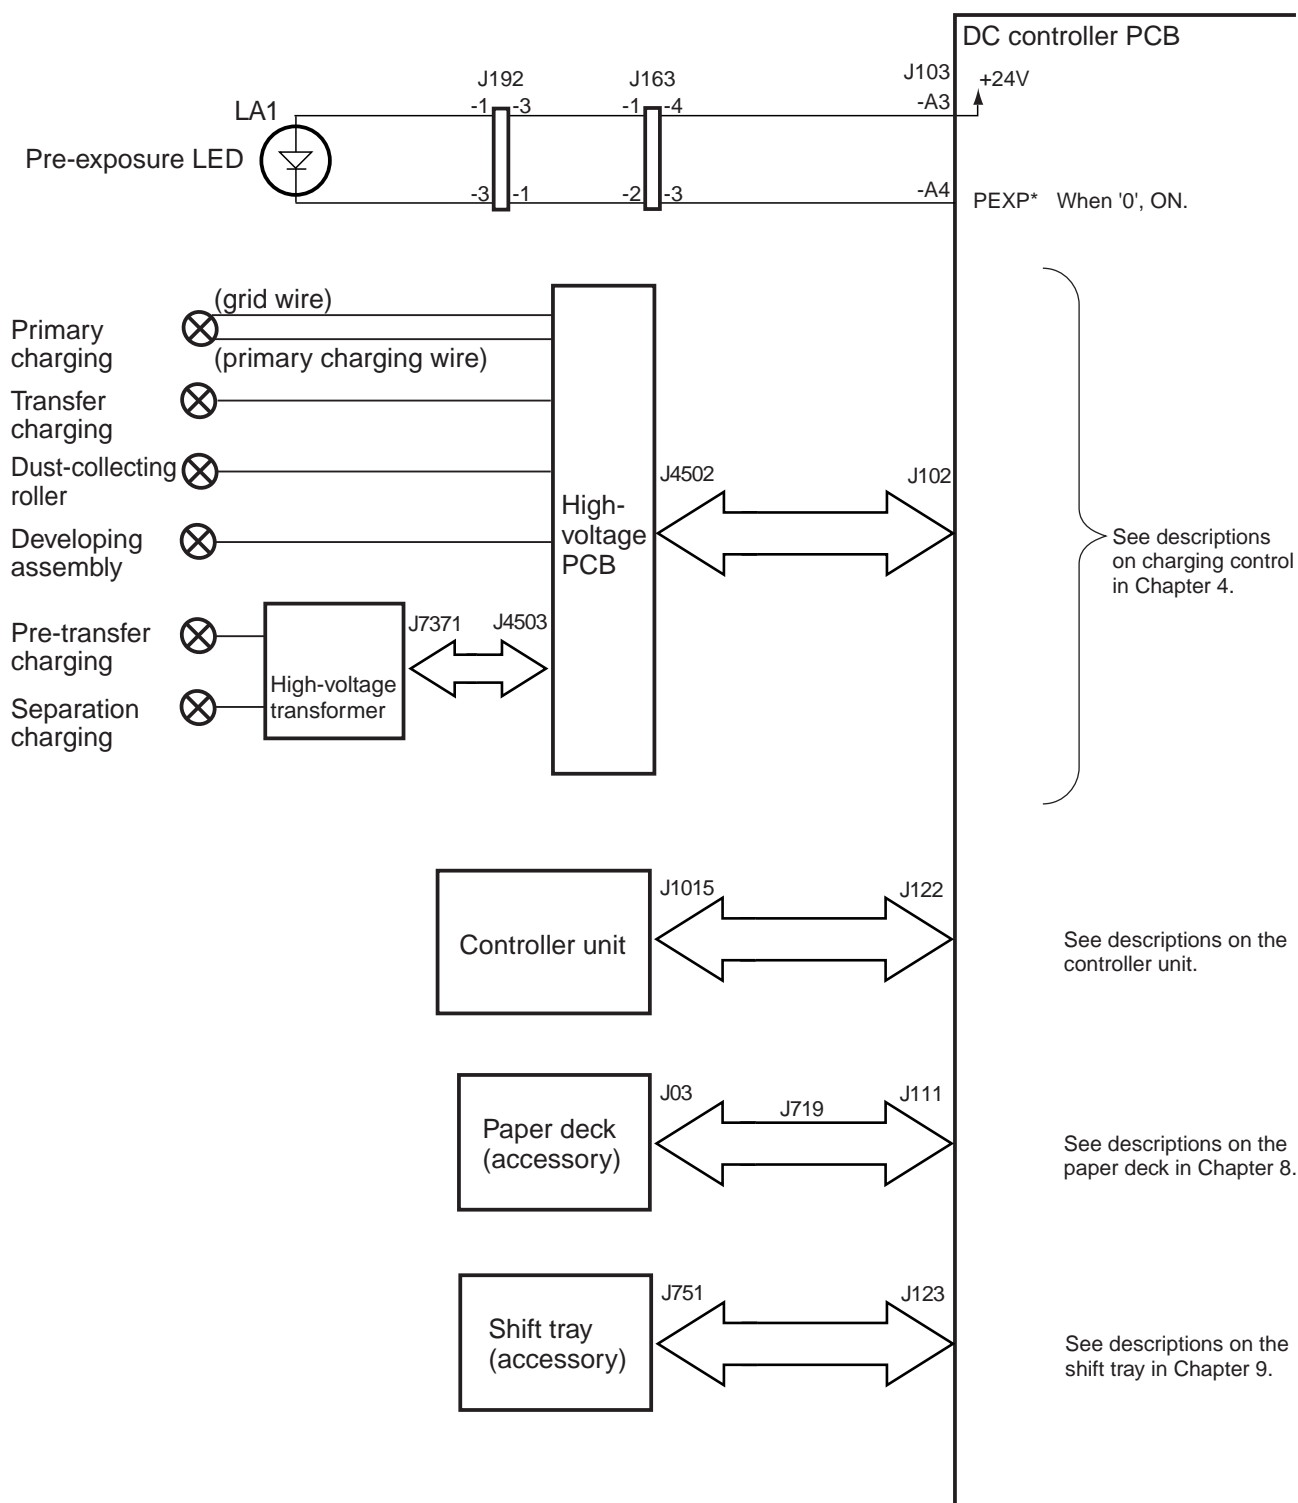 DC controller PCB
J192
J163
J103
+24V
LA1
-1
-3
-1
-4
-A3
Pre-exposure LED
-3
-1
-2
-3
-A4
PEXP* When '0', ON.
(grid wire)
Primary
charging
(primary charging wire)
Transfer
charging
Dust-collecting
roller
Developing
assembly
Pre-transfer
charging
Separation
charging
High-voltage
transformer
J7371
J4503
High-
voltage
PCB
J4502
J102
See descriptions
on charging control
in Chapter 4.
Controller unit
J1015
J122
See descriptions on the
controller unit.
Paper deck
(accessory)
J03
J719
J111
See descriptions on the
paper deck in Chapter 8.
Shift tray
(accessory)
J751
J123
See descriptions on the
shift tray in Chapter 9.